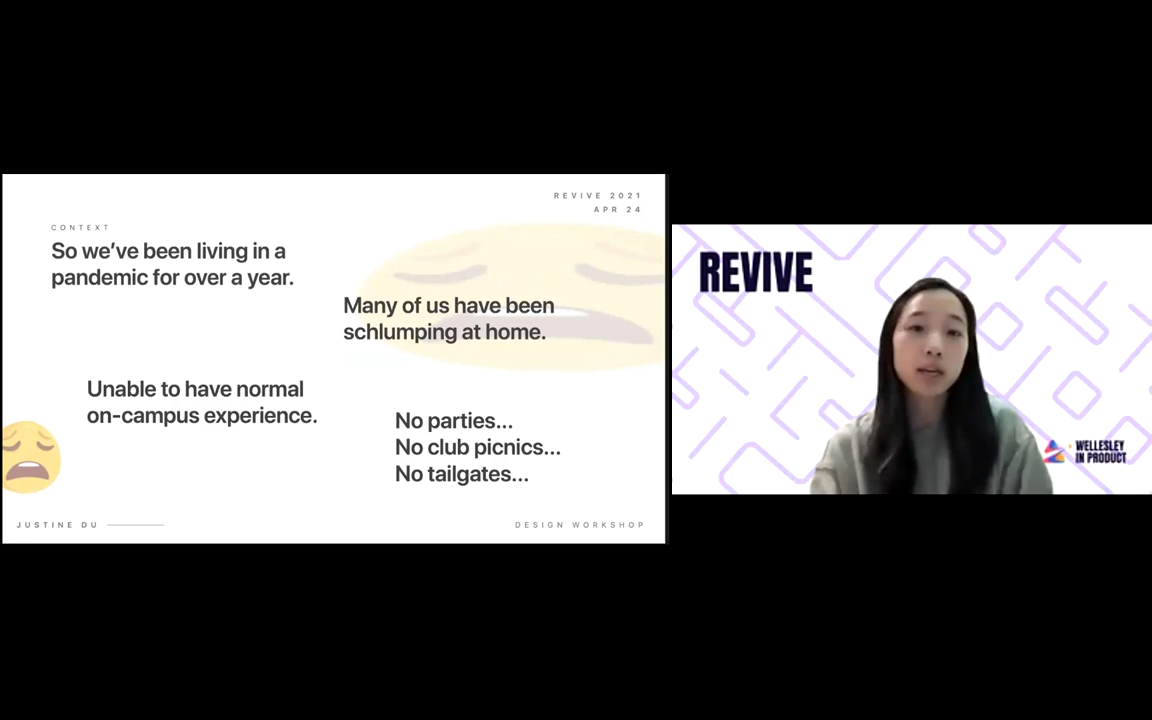 REVIVE 2021
APR 24
CONTEXT
So we've been living in a
pandemic for over a year.
Many of us have been
schlumping at home.
Unable to have normal
on-campus experience.
No parties...
No club picnics...
No tailgates...
JUSTINE DU
DESIGN WORKSHOP
REVIVE
WELLESLEY
IN PRODUCT